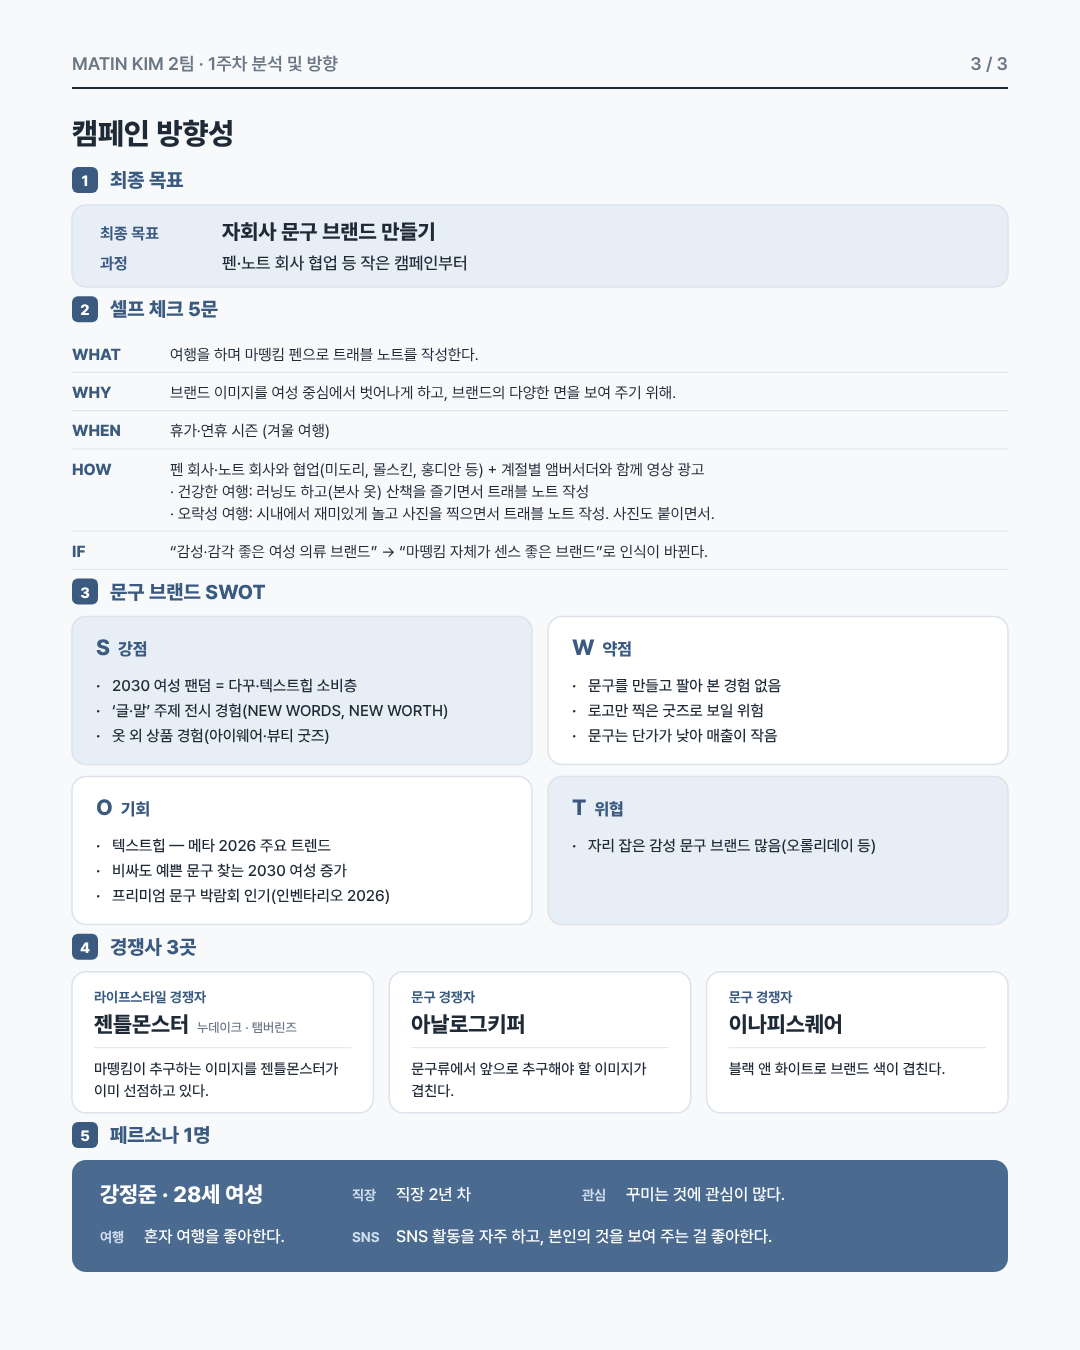 MATIN KIM 2팀 · 1주차 분석 및 방향
3 / 3
캠페인 방향성
1 최종 목표
최종 목표 자회사 문구 브랜드 만들기
과정 펜·노트 회사 협업 등 작은 캠페인부터
2 셀프 체크 5문
WHAT 여행을 하며 마뗑킴 펜으로 트래블 노트를 작성한다.
WHY 브랜드 이미지를 여성 중심에서 벗어나게 하고, 브랜드의 다양한 면을 보여 주기 위해.
WHEN 휴가·연휴 시즌 (겨울 여행)
HOW 펜 회사·노트 회사와 협업(미도리, 몰스킨, 홍디안 등) + 계절별 앰버서더와 함께 영상 광고
· 건강한 여행: 러닝도 하고(본사 옷) 산책을 즐기면서 트래블 노트 작성
· 오락성 여행: 시내에서 재미있게 놀고 사진을 찍으면서 트래블 노트 작성. 사진도 붙이면서.
IF “감성·감각 좋은 여성 의류 브랜드” → “마뗑킴 자체가 센스 좋은 브랜드”로 인식이 바뀐다.
3 문구 브랜드 SWOT
S 강점
· 2030 여성 팬덤 = 다꾸·텍스트힙 소비층
· ‘글·말’ 주제 전시 경험(NEW WORDS, NEW WORTH)
· 옷 외 상품 경험(아이웨어·뷰티 굿즈)
W 약점
· 문구를 만들고 팔아 본 경험 없음
· 로고만 찍은 굿즈로 보일 위험
· 문구는 단가가 낮아 매출이 작음
O 기회
· 텍스트힙 — 메타 2026 주요 트렌드
· 비싸도 예쁜 문구 찾는 2030 여성 증가
· 프리미엄 문구 박람회 인기(인벤타리오 2026)
T 위협
· 자리 잡은 감성 문구 브랜드 많음(오롤리데이 등)
4 경쟁사 3곳
라이프스타일 경쟁자
젠틀몬스터 누데이크 · 탬버린즈
마뗑킴이 추구하는 이미지를 젠틀몬스터가
이미 선점하고 있다.
문구 경쟁자
아날로그키퍼
문구류에서 앞으로 추구해야 할 이미지가
겹친다.
문구 경쟁자
이나피스퀘어
블랙 앤 화이트로 브랜드 색이 겹친다.
5 페르소나 1명
강정준 · 28세 여성 직장 직장 2년 차 관심 꾸미는 것에 관심이 많다.
여행 혼자 여행을 좋아한다. SNS SNS 활동을 자주 하고, 본인의 것을 보여 주는 걸 좋아한다.